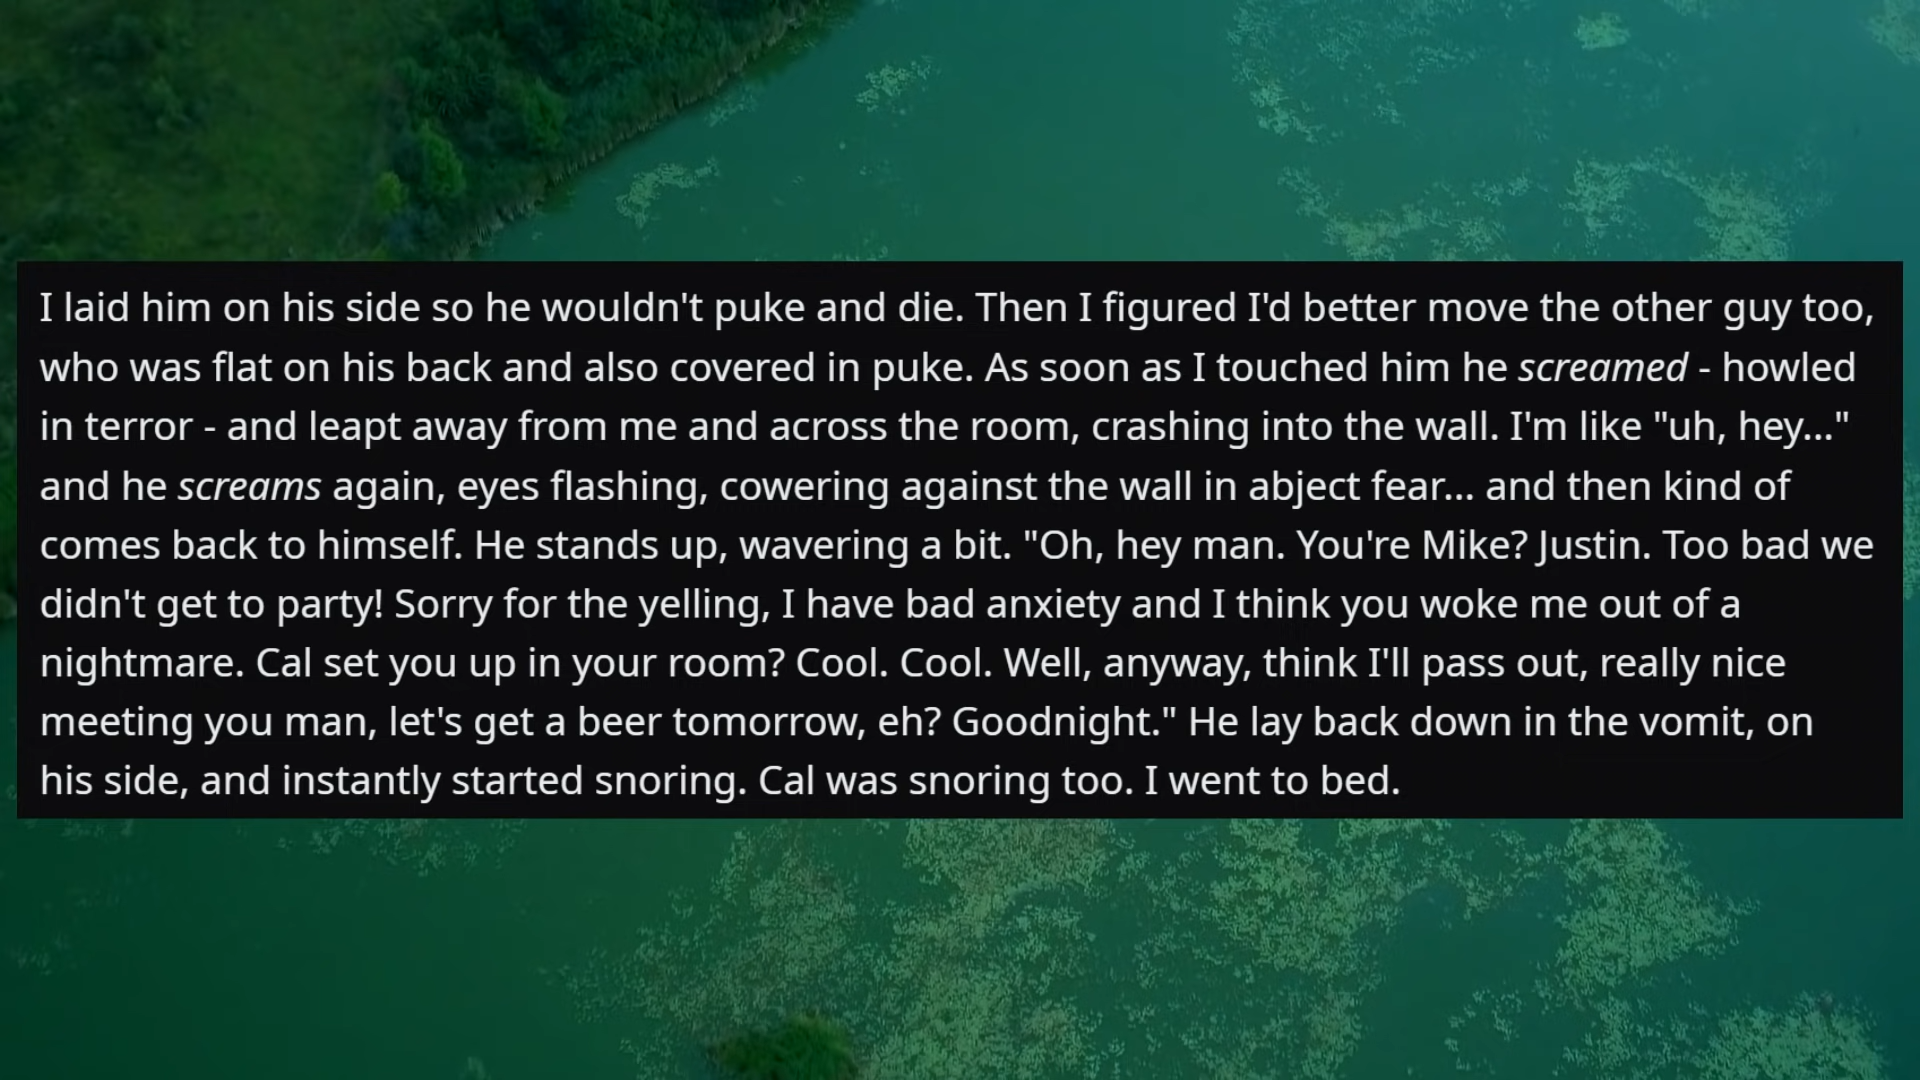 I laid him on his side so he wouldn't puke and die. Then I figured I'd better move the other guy too,
who was flat on his back and also covered in puke. As soon as I touched him he screamed - howled
in terror - and leapt away from me and across the room, crashing into the wall. I'm like "uh, hey..."
and he screams again, eyes flashing, cowering against the wall in abject fear... and then kind of
comes back to himself. He stands up, wavering a bit. "Oh, hey man. You're Mike? Justin. Too bad we
didn't get to party! Sorry for the yelling, I have bad anxiety and I think you woke me out of a
nightmare. Cal set you up in your room? Cool. Cool. Well, anyway, think I'll pass out, really nice
meeting you man, let's get a beer tomorrow, eh? Goodnight." He lay back down in the vomit, on
his side, and instantly started snoring. Cal was snoring too. I went to bed.